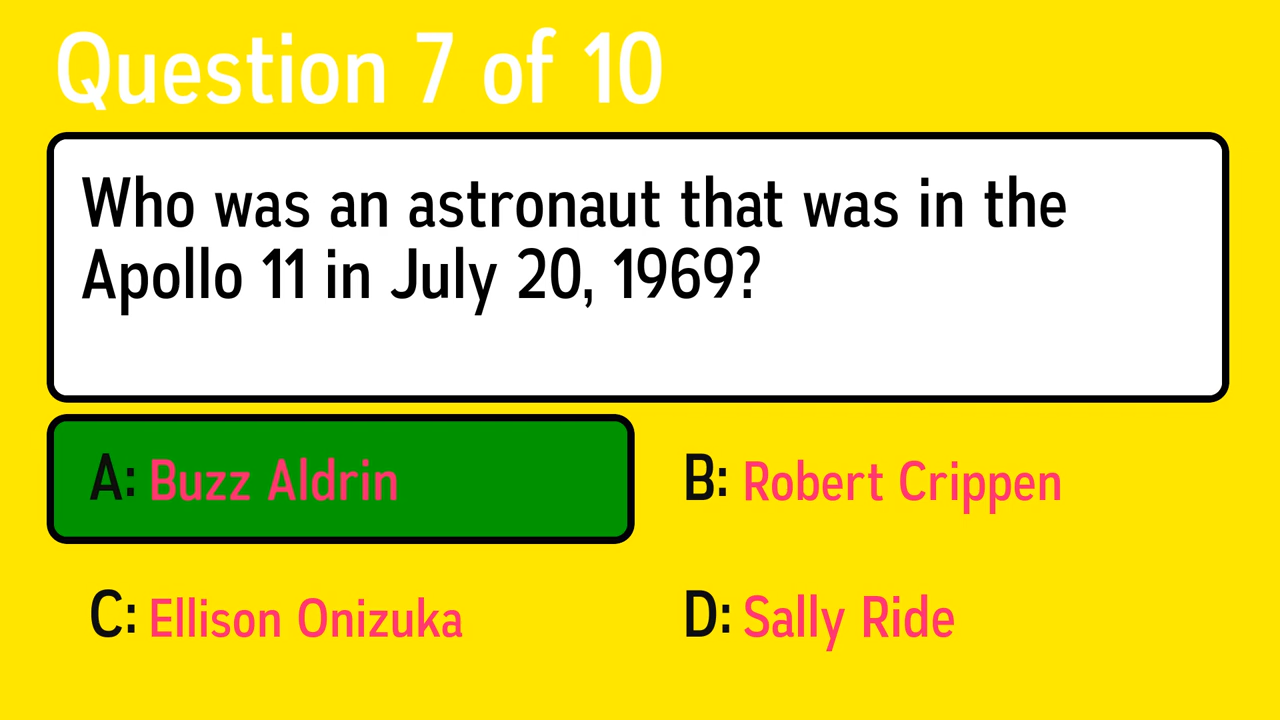 Question 7 of 10
Who was an astronaut that was in the
Apollo 11 in July 20, 1969?
A: Buzz Aldrin
B: Robert Crippen
C: Ellison Onizuka
D: Sally Ride